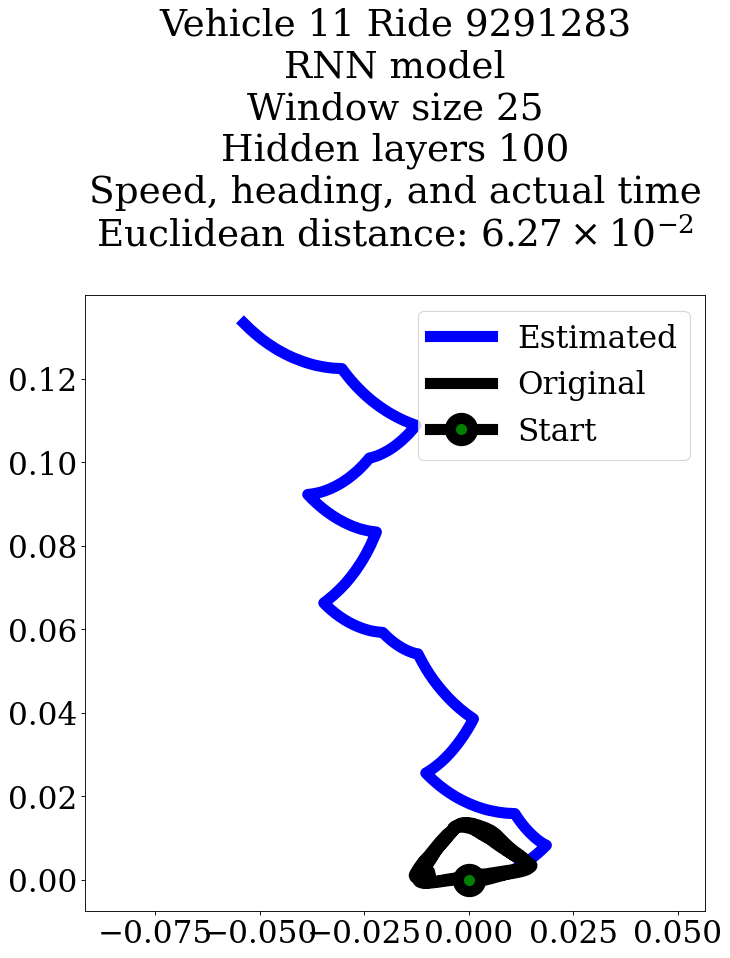 Vehicle 11 Ride 9291283
RNN model
Window size 25
Hidden layers 100
Speed, heading, and actual time
Euclidean distance: 6.27 × 10⁻²
Estimated
Original
Start
0.12
0.10
0.08
0.06
0.04
0.02
0.00
−0.075 −0.050 −0.025 0.000 0.025 0.050